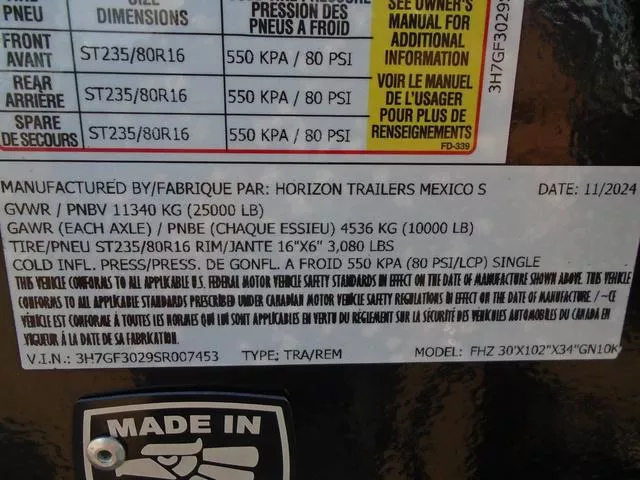 PNEU
DIMENSIONS
PRESSION DES
PNEUS A FROID
SEE OWNER'S
MANUAL FOR
ADDITIONAL
INFORMATION
FRONT
AVANT
ST235/80R16
550 KPA / 80 PSI
REAR
ARRIÈRE
ST235/80R16
550 KPA / 80 PSI
SPARE
DE SECOURS
ST235/80R16
550 KPA / 80 PSI
VOIR LE MANUEL
DE L'USAGER
POUR PLUS DE
RENSEIGNEMENTS
FD-339
3H7GF3029S
MANUFACTURED BY/FABRIQUE PAR: HORIZON TRAILERS MEXICO S DATE: 11/2024
GVWR / PNBV 11340 KG (25000 LB)
GAWR (EACH AXLE) / PNBE (CHAQUE ESSIEU) 4536 KG (10000 LB)
TIRE/PNEU ST235/80R16 RIM/JANTE 16"X6" 3,080 LBS
COLD INFL. PRESS/PRESS. DE GONFL. A FROID 550 KPA (80 PSI/LCP) SINGLE
THIS VEHICLE CONFORMS TO ALL APPLICABLE U.S. FEDERAL MOTOR VEHICLE SAFETY STANDARDS IN EFFECT ON THE DATE OF MANUFACTURE SHOWN ABOVE. THIS VEHICLE
CONFORMS TO ALL APPLICABLE STANDARDS PRESCRIBED UNDER CANADIAN MOTOR VEHICLE SAFETY REGULATIONS IN EFFECT ON THE DATE OF MANUFACTURE / ~CE
VÉHICLE EST CONFORME À TOUTES LES NORMES QUI LUI SONT APPLICABLES EN VERTU DU RÈGLEMENT SUR LA SÉCURITÉ DES VÉHICULES AUTOMOBILES DU CANADA EN
VIGUEUR À LA DATE DE SA FABRICATION.
V.I.N.: 3H7GF3029SR007453 TYPE: TRA/REM MODEL: FHZ 30'X102"X34"GN10K
MADE IN